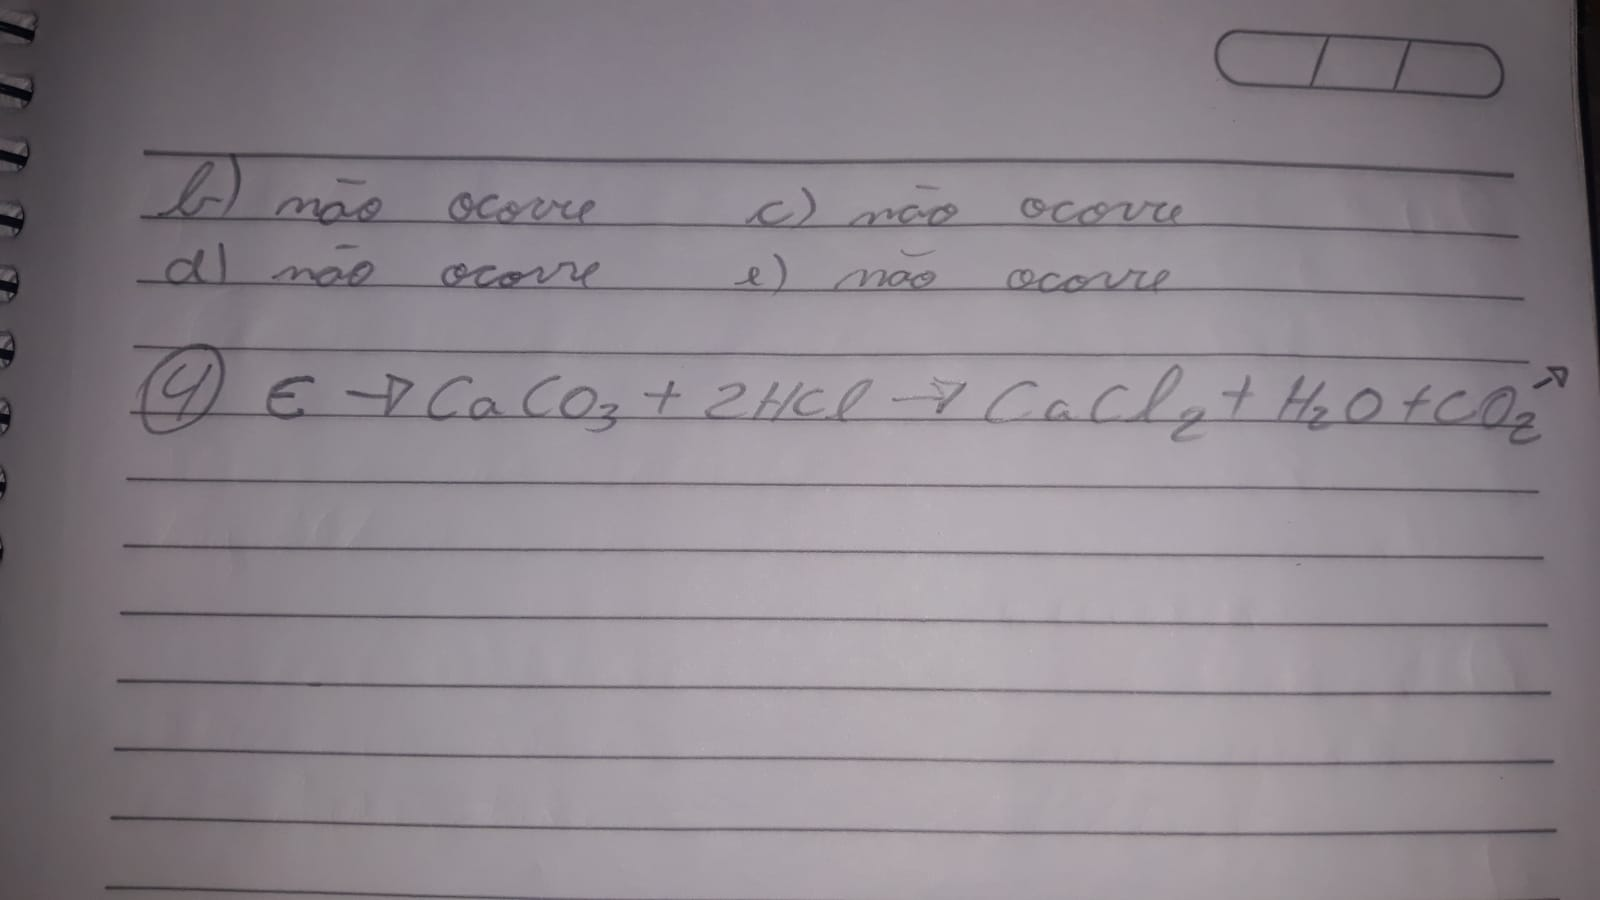 b) não ocorre c) não ocorre
d) não ocorre e) não ocorre
4 E → CaCO₃ + 2HCl → CaCl₂ + H₂O + CO₂↗